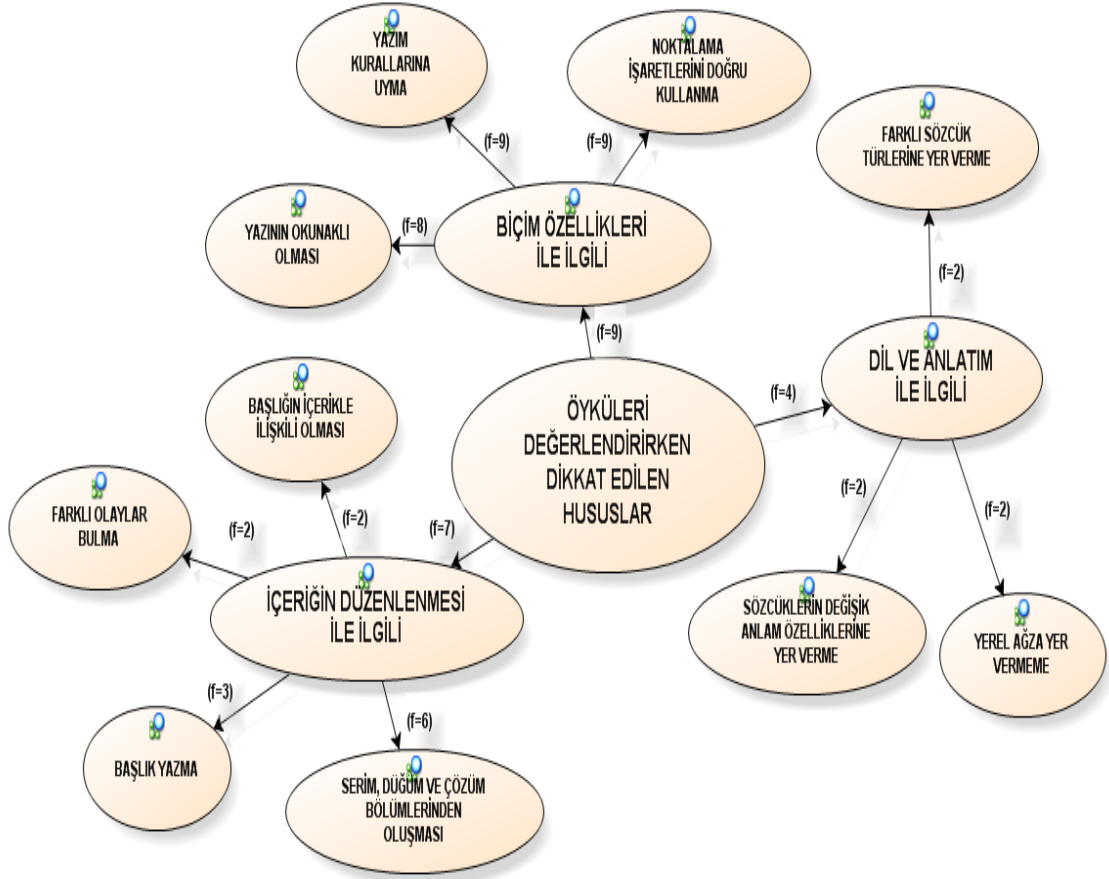 YAZIM
KURALLARINA
UYMA
NOKTALAMA
İŞARETLERİNİ DOĞRU
KULLANMA
FARKLI SÖZCÜK
TÜRLERİNE YER VERME
(f=9)
(f=9)
YAZININ OKUNAKLI
OLMASI
(f=8)
BİÇİM ÖZELLİKLERİ
İLE İLGİLİ
(f=2)
(f=9)
DİL VE ANLATIM
İLE İLGİLİ
BAŞLIĞIN İÇERİKLE
İLİŞKİLİ OLMASI
(f=4)
ÖYKÜLERİ
DEĞERLENDİRİRKEN
DİKKAT EDİLEN
HUSUSLAR
(f=2)
(f=2)
FARKLI OLAYLAR
BULMA
(f=2)
(f=2)
(f=7)
İÇERİĞİN DÜZENLENMESİ
İLE İLGİLİ
SÖZCÜKLERİN DEĞİŞİK
ANLAM ÖZELLİKLERİNE
YER VERME
YEREL AĞZA YER
VERMEME
(f=3)
(f=6)
BAŞLIK YAZMA
SERİM, DÜĞÜM VE ÇÖZÜM
BÖLÜMLERİNDEN
OLUŞMASI